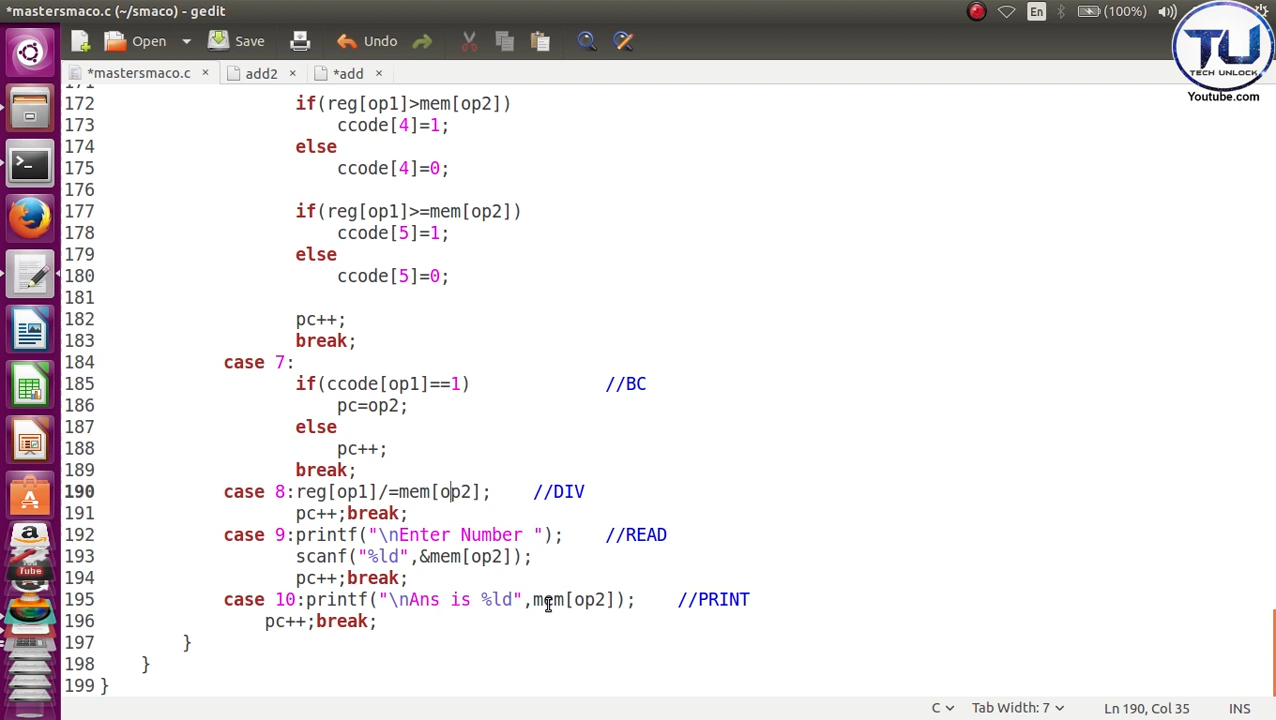 *mastersmaco.c (~/smaco) - gedit
En
(100%)
Open
Save
Undo
TU
TECH UNLOCK
Youtube.com
*mastersmaco.c ×
add2 ×
*add ×
171
172 if(reg[op1]>mem[op2])
173 ccode[4]=1;
174 else
175 ccode[4]=0;
176
177 if(reg[op1]>=mem[op2])
178 ccode[5]=1;
179 else
180 ccode[5]=0;
181
182 pc++;
183 break;
184 case 7:
185 if(ccode[op1]==1) //BC
186 pc=op2;
187 else
188 pc++;
189 break;
190 case 8:reg[op1]/=mem[op2]; //DIV
191 pc++;break;
192 case 9:printf("\nEnter Number "); //READ
193 scanf("%ld",&mem[op2]);
194 pc++;break;
195 case 10:printf("\nAns is %ld",mem[op2]); //PRINT
196 pc++;break;
197 }
198 }
199 }
C Tab Width: 7 Ln 190, Col 35 INS